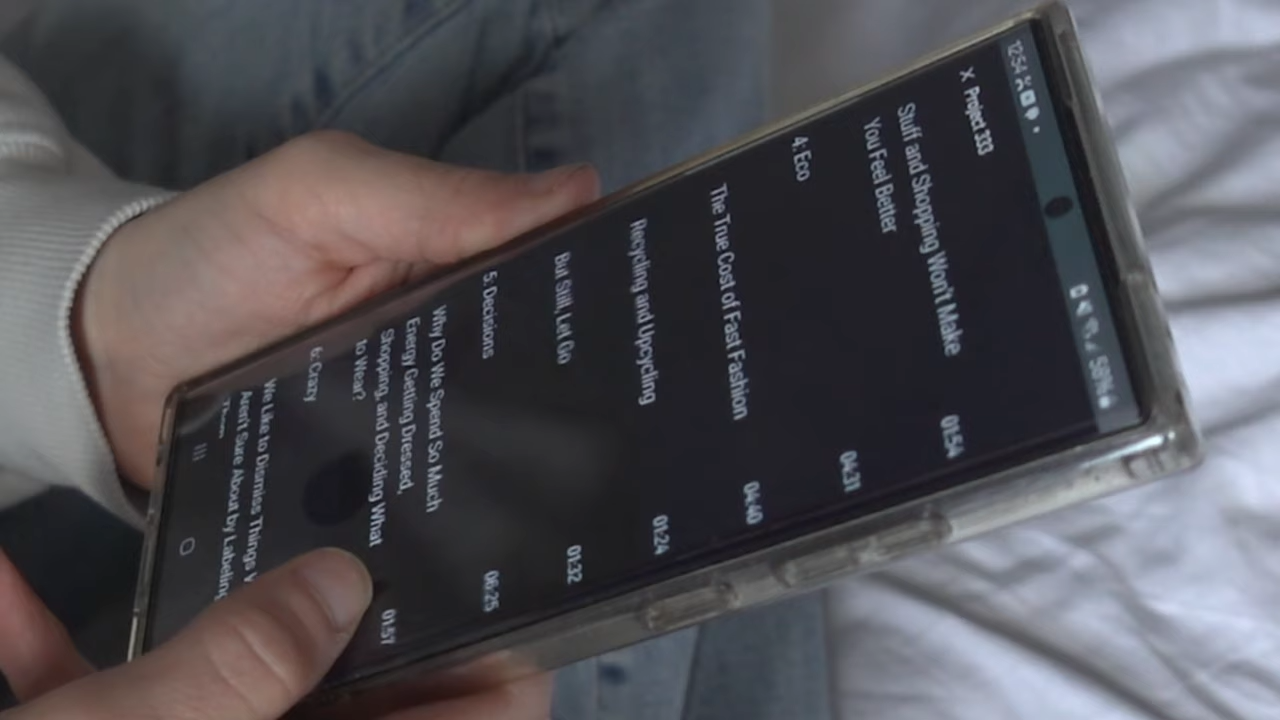 12:54
58%
× Project 333
Stuff and Shopping Won't Make
You Feel Better
01:54
4: Eco
04:31
The True Cost of Fast Fashion
04:40
Recycling and Upcycling
01:24
But Still, Let Go
01:32
5: Decisions
06:25
Why Do We Spend So Much
Energy Getting Dressed,
Shopping, and Deciding What
to Wear?
01:57
6: Crazy
We Like to Dismiss Things
Aren't Sure About by Labeling